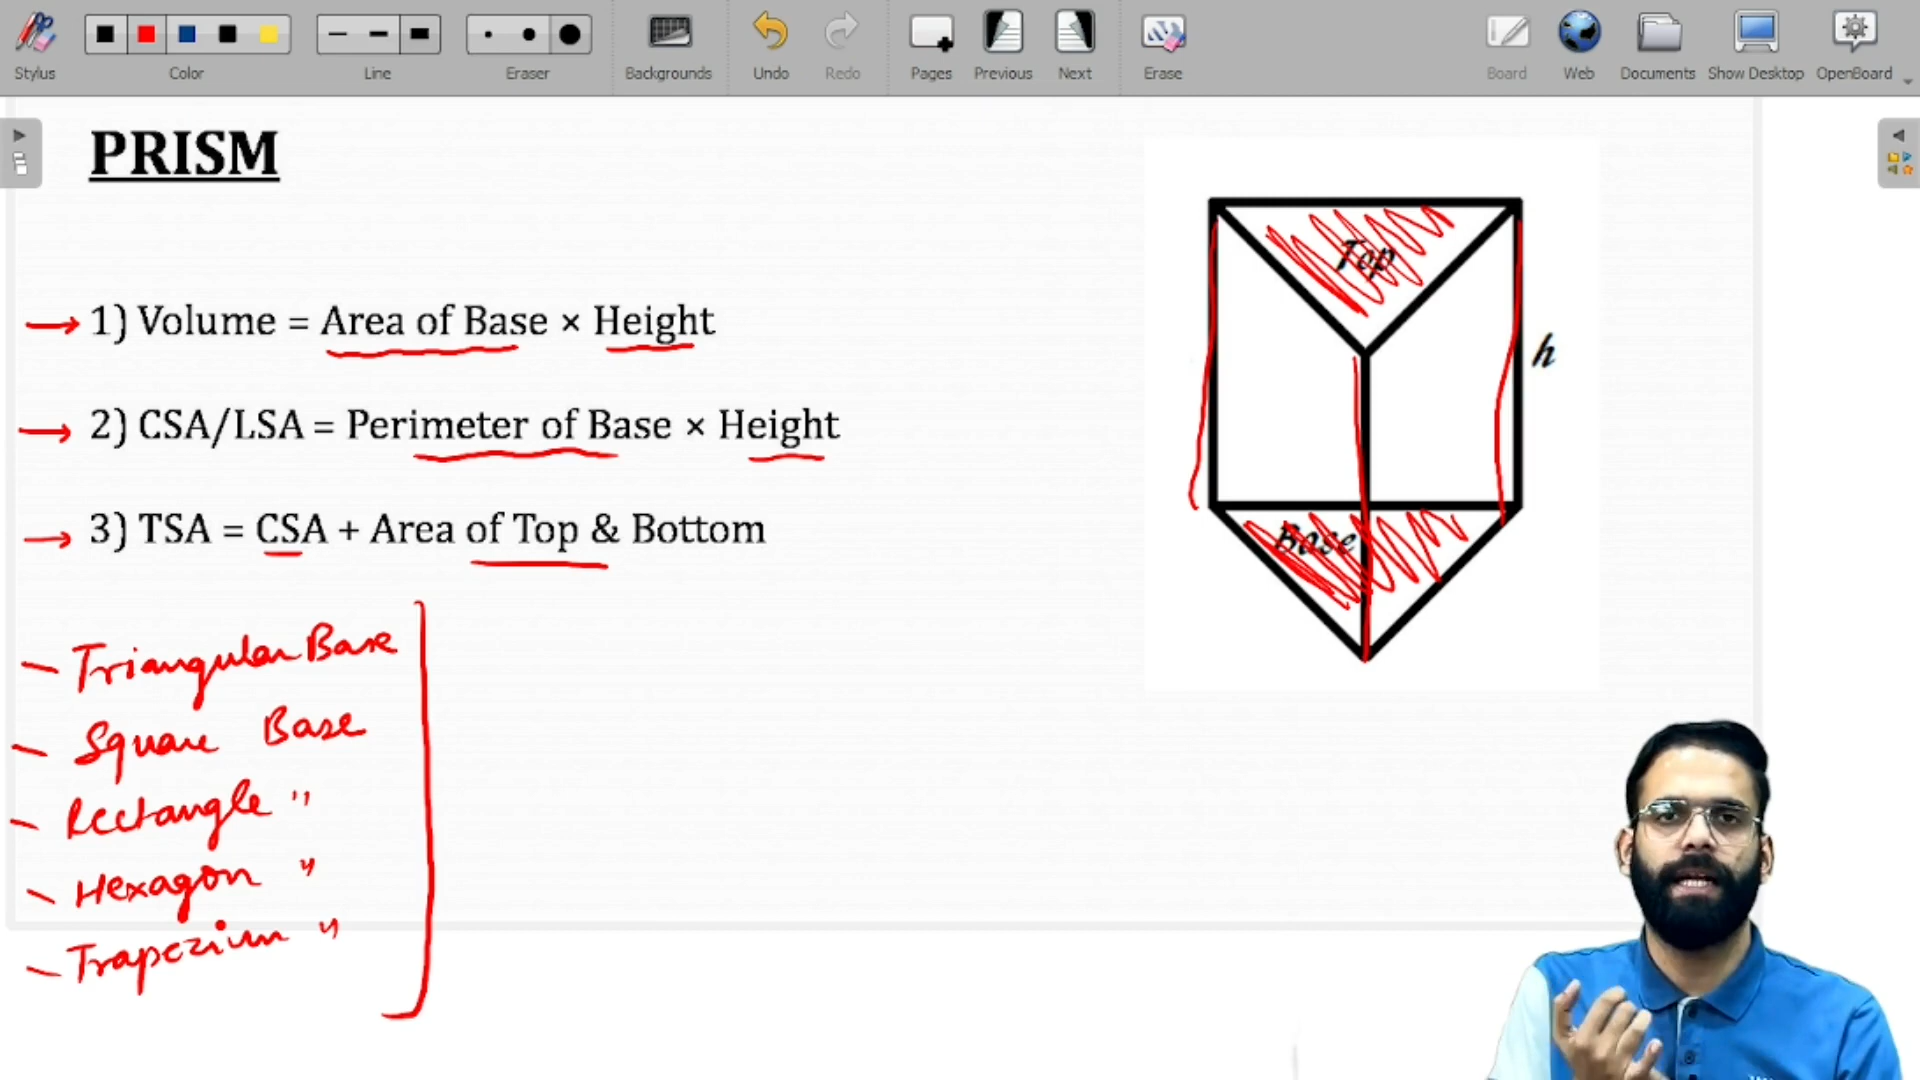 Stylus
Color
Line
Eraser
Backgrounds
Undo
Redo
Pages
Previous
Next
Erase
Board
Web
Documents
Show Desktop
OpenBoard
PRISM
1) Volume = Area of Base × Height
2) CSA/LSA = Perimeter of Base × Height
3) TSA = CSA + Area of Top & Bottom
Top
h
Base
- Triangular Base
- Square Base
- Rectangle "
- Hexagon "
- Trapezium "